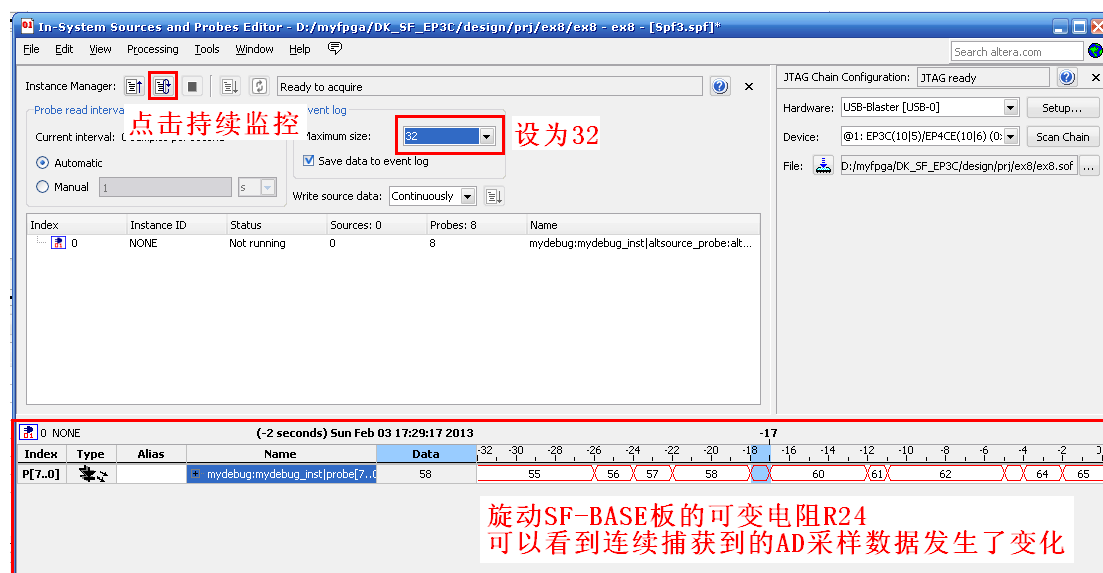 In-System Sources and Probes Editor - D:/myfpga/DK_SF_EP3C/design/prj/ex8/ex8 - ex8 - [Spf3.spf]*
File Edit View Processing Tools Window Help
Search altera.com
Instance Manager: Ready to acquire
JTAG Chain Configuration: JTAG ready
Probe read interva
vent log
点击持续监控
Hardware: USB-Blaster [USB-0] Setup...
Current interval:
aximum size: 32
设为32
Device: @1: EP3C(10|5)/EP4CE(10|6) (0: Scan Chain
Automatic
Save data to event log
File: D:/myfpga/DK_SF_EP3C/design/prj/ex8/ex8.sof ...
Manual 1 s
Write source data: Continuously
Index Instance ID Status Sources: 0 Probes: 8 Name
0 NONE Not running 0 8 mydebug:mydebug_inst|altsource_probe:alt...
0 NONE (-2 seconds) Sun Feb 03 17:29:17 2013 -17
Index Type Alias Name Data -32 -30 -28 -26 -24 -22 -20 -18 -16 -14 -12 -10 -8 -6 -4 -2 0
P[7..0] mydebug:mydebug_inst|probe[7..0 58 55 56 57 58 60 61 62 64 65
旋动SF-BASE板的可变电阻R24
可以看到连续捕获到的AD采样数据发生了变化